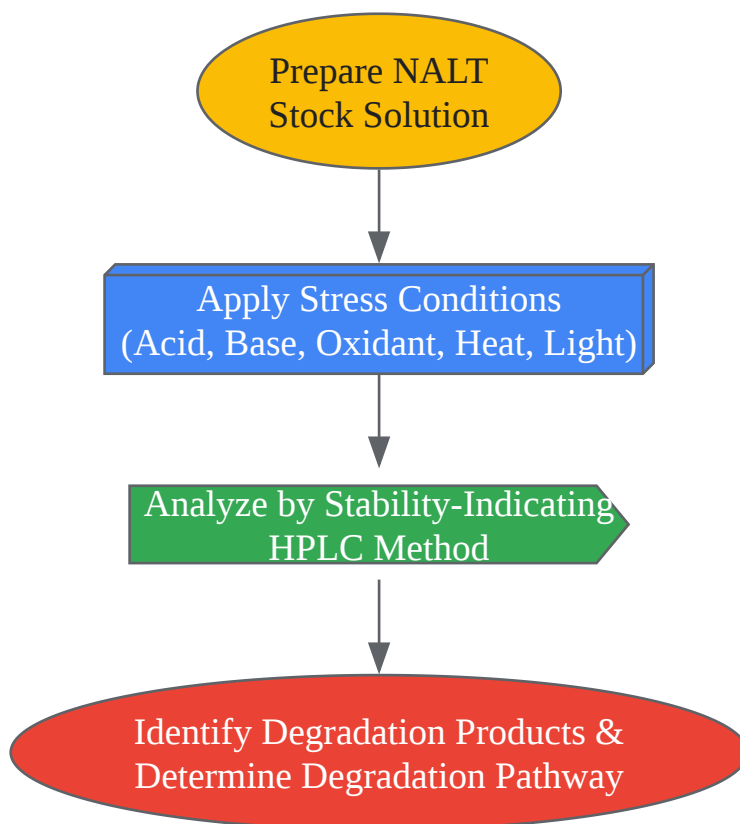 Prepare NALT
Stock Solution
Apply Stress Conditions
(Acid, Base, Oxidant, Heat, Light)
Analyze by Stability-Indicating
HPLC Method
Identify Degradation Products &
Determine Degradation Pathway